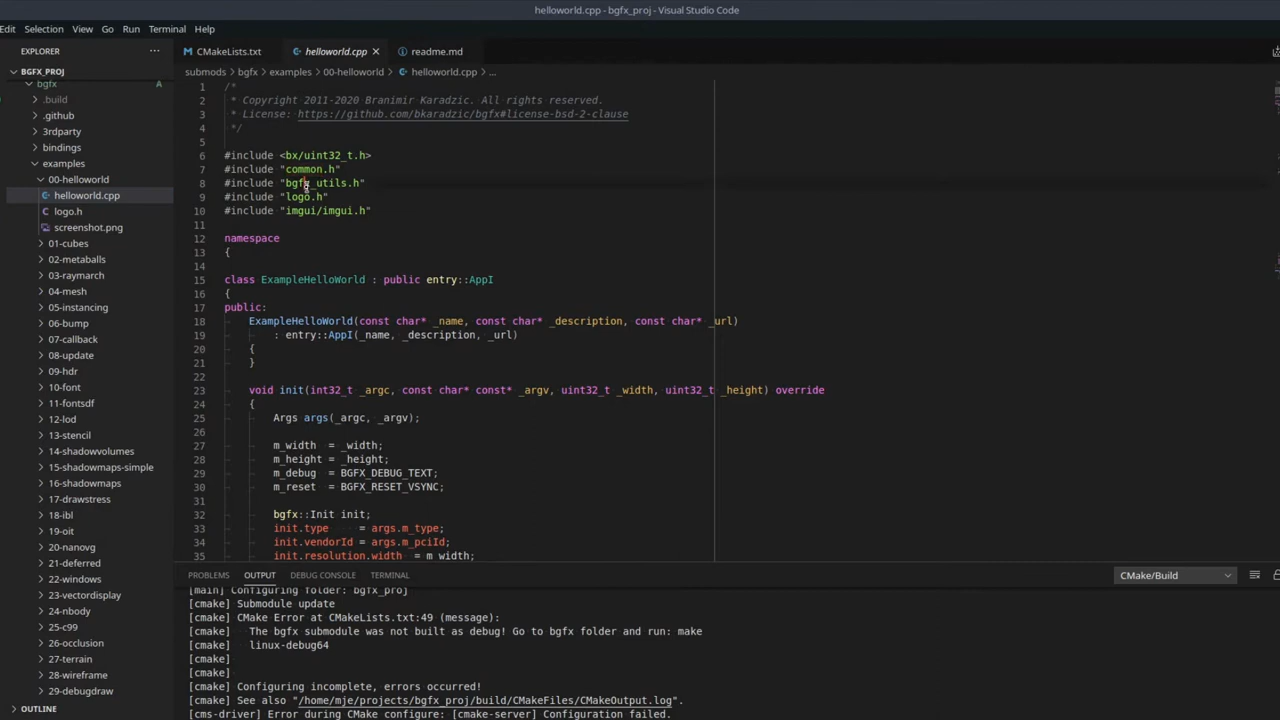 helloworld.cpp - bgfx_proj - Visual Studio Code
Edit Selection View Go Run Terminal Help
EXPLORER ...
BGFX_PROJ
bgfx A
.build
.github
3rdparty
bindings
examples
00-helloworld
helloworld.cpp
logo.h
screenshot.png
01-cubes
02-metaballs
03-raymarch
04-mesh
05-instancing
06-bump
07-callback
08-update
09-hdr
10-font
11-fontsdf
12-lod
13-stencil
14-shadowvolumes
15-shadowmaps-simple
16-shadowmaps
17-drawstress
18-ibl
19-oit
20-nanovg
21-deferred
22-windows
23-vectordisplay
24-nbody
25-c99
26-occlusion
27-terrain
28-wireframe
29-debugdraw
OUTLINE
CMakeLists.txt helloworld.cpp readme.md
submods > bgfx > examples > 00-helloworld > helloworld.cpp > ...
1 /*
2 * Copyright 2011-2020 Branimir Karadzic. All rights reserved.
3 * License: https://github.com/bkaradzic/bgfx#license-bsd-2-clause
4 */
5
6 #include <bx/uint32_t.h>
7 #include "common.h"
8 #include "bgfx_utils.h"
9 #include "logo.h"
10 #include "imgui/imgui.h"
11
12 namespace
13 {
14
15 class ExampleHelloWorld : public entry::AppI
16 {
17 public:
18 ExampleHelloWorld(const char* _name, const char* _description, const char* _url)
19 : entry::AppI(_name, _description, _url)
20 {
21 }
22
23 void init(int32_t _argc, const char* const* _argv, uint32_t _width, uint32_t _height) override
24 {
25 Args args(_argc, _argv);
26
27 m_width = _width;
28 m_height = _height;
29 m_debug = BGFX_DEBUG_TEXT;
30 m_reset = BGFX_RESET_VSYNC;
31
32 bgfx::Init init;
33 init.type = args.m_type;
34 init.vendorId = args.m_pciId;
35 init.resolution.width = m_width;
PROBLEMS OUTPUT DEBUG CONSOLE TERMINAL CMake/Build
[main] Configuring folder: bgfx_proj
[cmake] Submodule update
[cmake] CMake Error at CMakeLists.txt:49 (message):
[cmake] The bgfx submodule was not built as debug! Go to bgfx folder and run: make
[cmake] linux-debug64
[cmake]
[cmake]
[cmake] Configuring incomplete, errors occurred!
[cmake] See also "/home/mje/projects/bgfx_proj/build/CMakeFiles/CMakeOutput.log".
[cms-driver] Error during CMake configure: [cmake-server] Configuration failed.